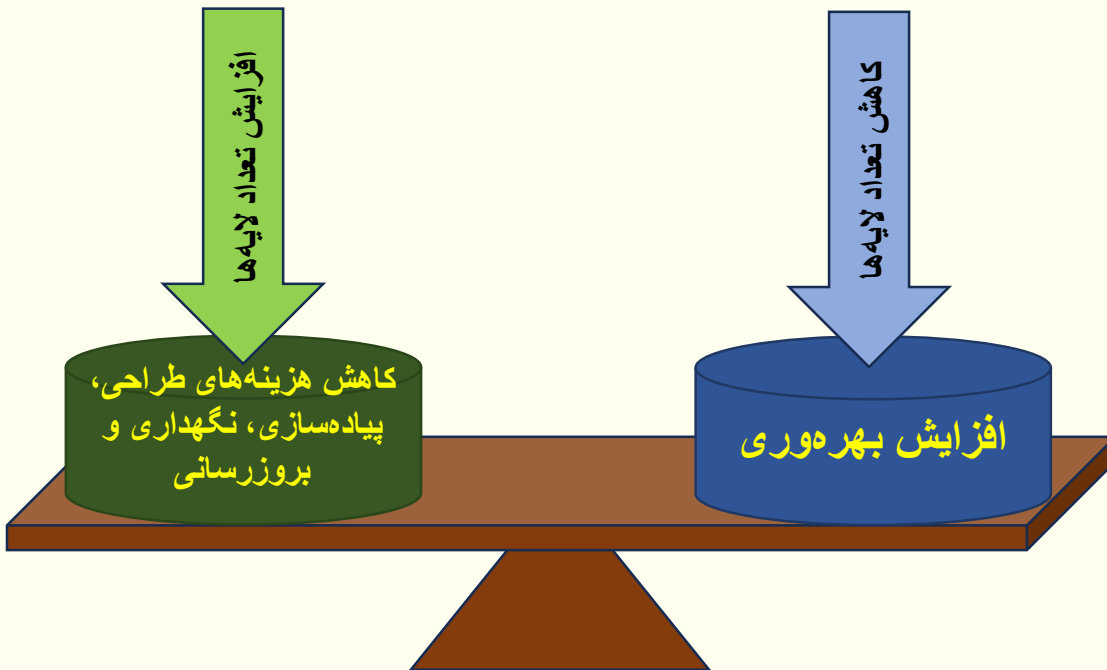 کاهش تعداد لایه‌ها
افزایش تعداد لایه‌ها
افزایش بهره‌وری
کاهش هزینه‌های طراحی،
پیاده‌سازی، نگهداری و
بروزرسانی